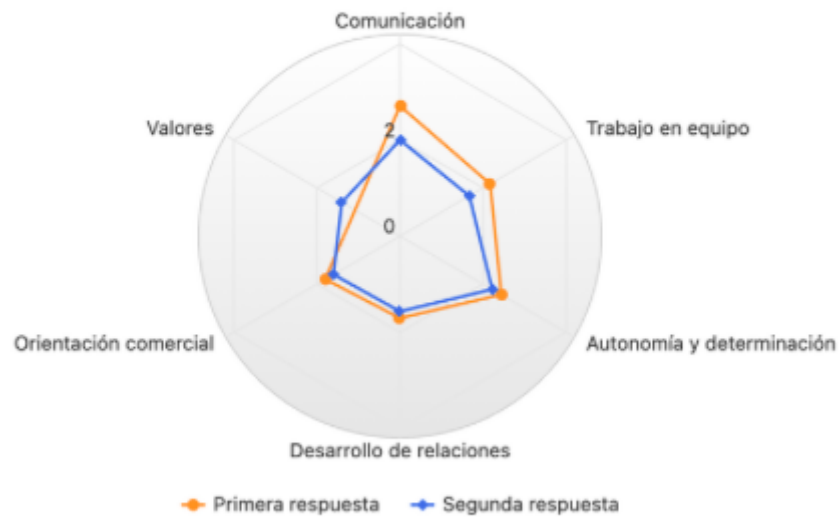 Comunicación
Valores
2
Trabajo en equipo
0
Orientación comercial
Autonomía y determinación
Desarrollo de relaciones
Primera respuesta
Segunda respuesta